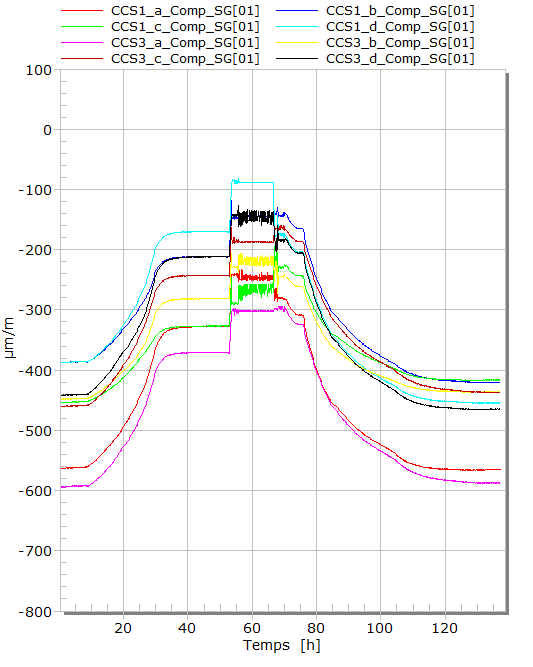 CCS1_a_Comp_SG[01] CCS1_b_Comp_SG[01]
CCS1_c_Comp_SG[01] CCS1_d_Comp_SG[01]
CCS3_a_Comp_SG[01] CCS3_b_Comp_SG[01]
CCS3_c_Comp_SG[01] CCS3_d_Comp_SG[01]
100
0
-100
-200
-300
µm/m
-400
-500
-600
-700
-800
20 40 60 80 100 120
Temps [h]